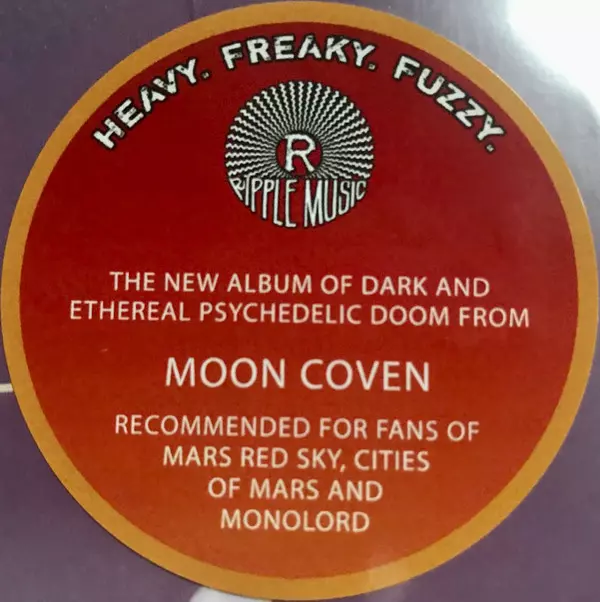 HEAVY. FREAKY. FUZZY.
R
RIPPLE MUSIC
THE NEW ALBUM OF DARK AND
ETHEREAL PSYCHEDELIC DOOM FROM
MOON COVEN
RECOMMENDED FOR FANS OF
MARS RED SKY, CITIES
OF MARS AND
MONOLORD